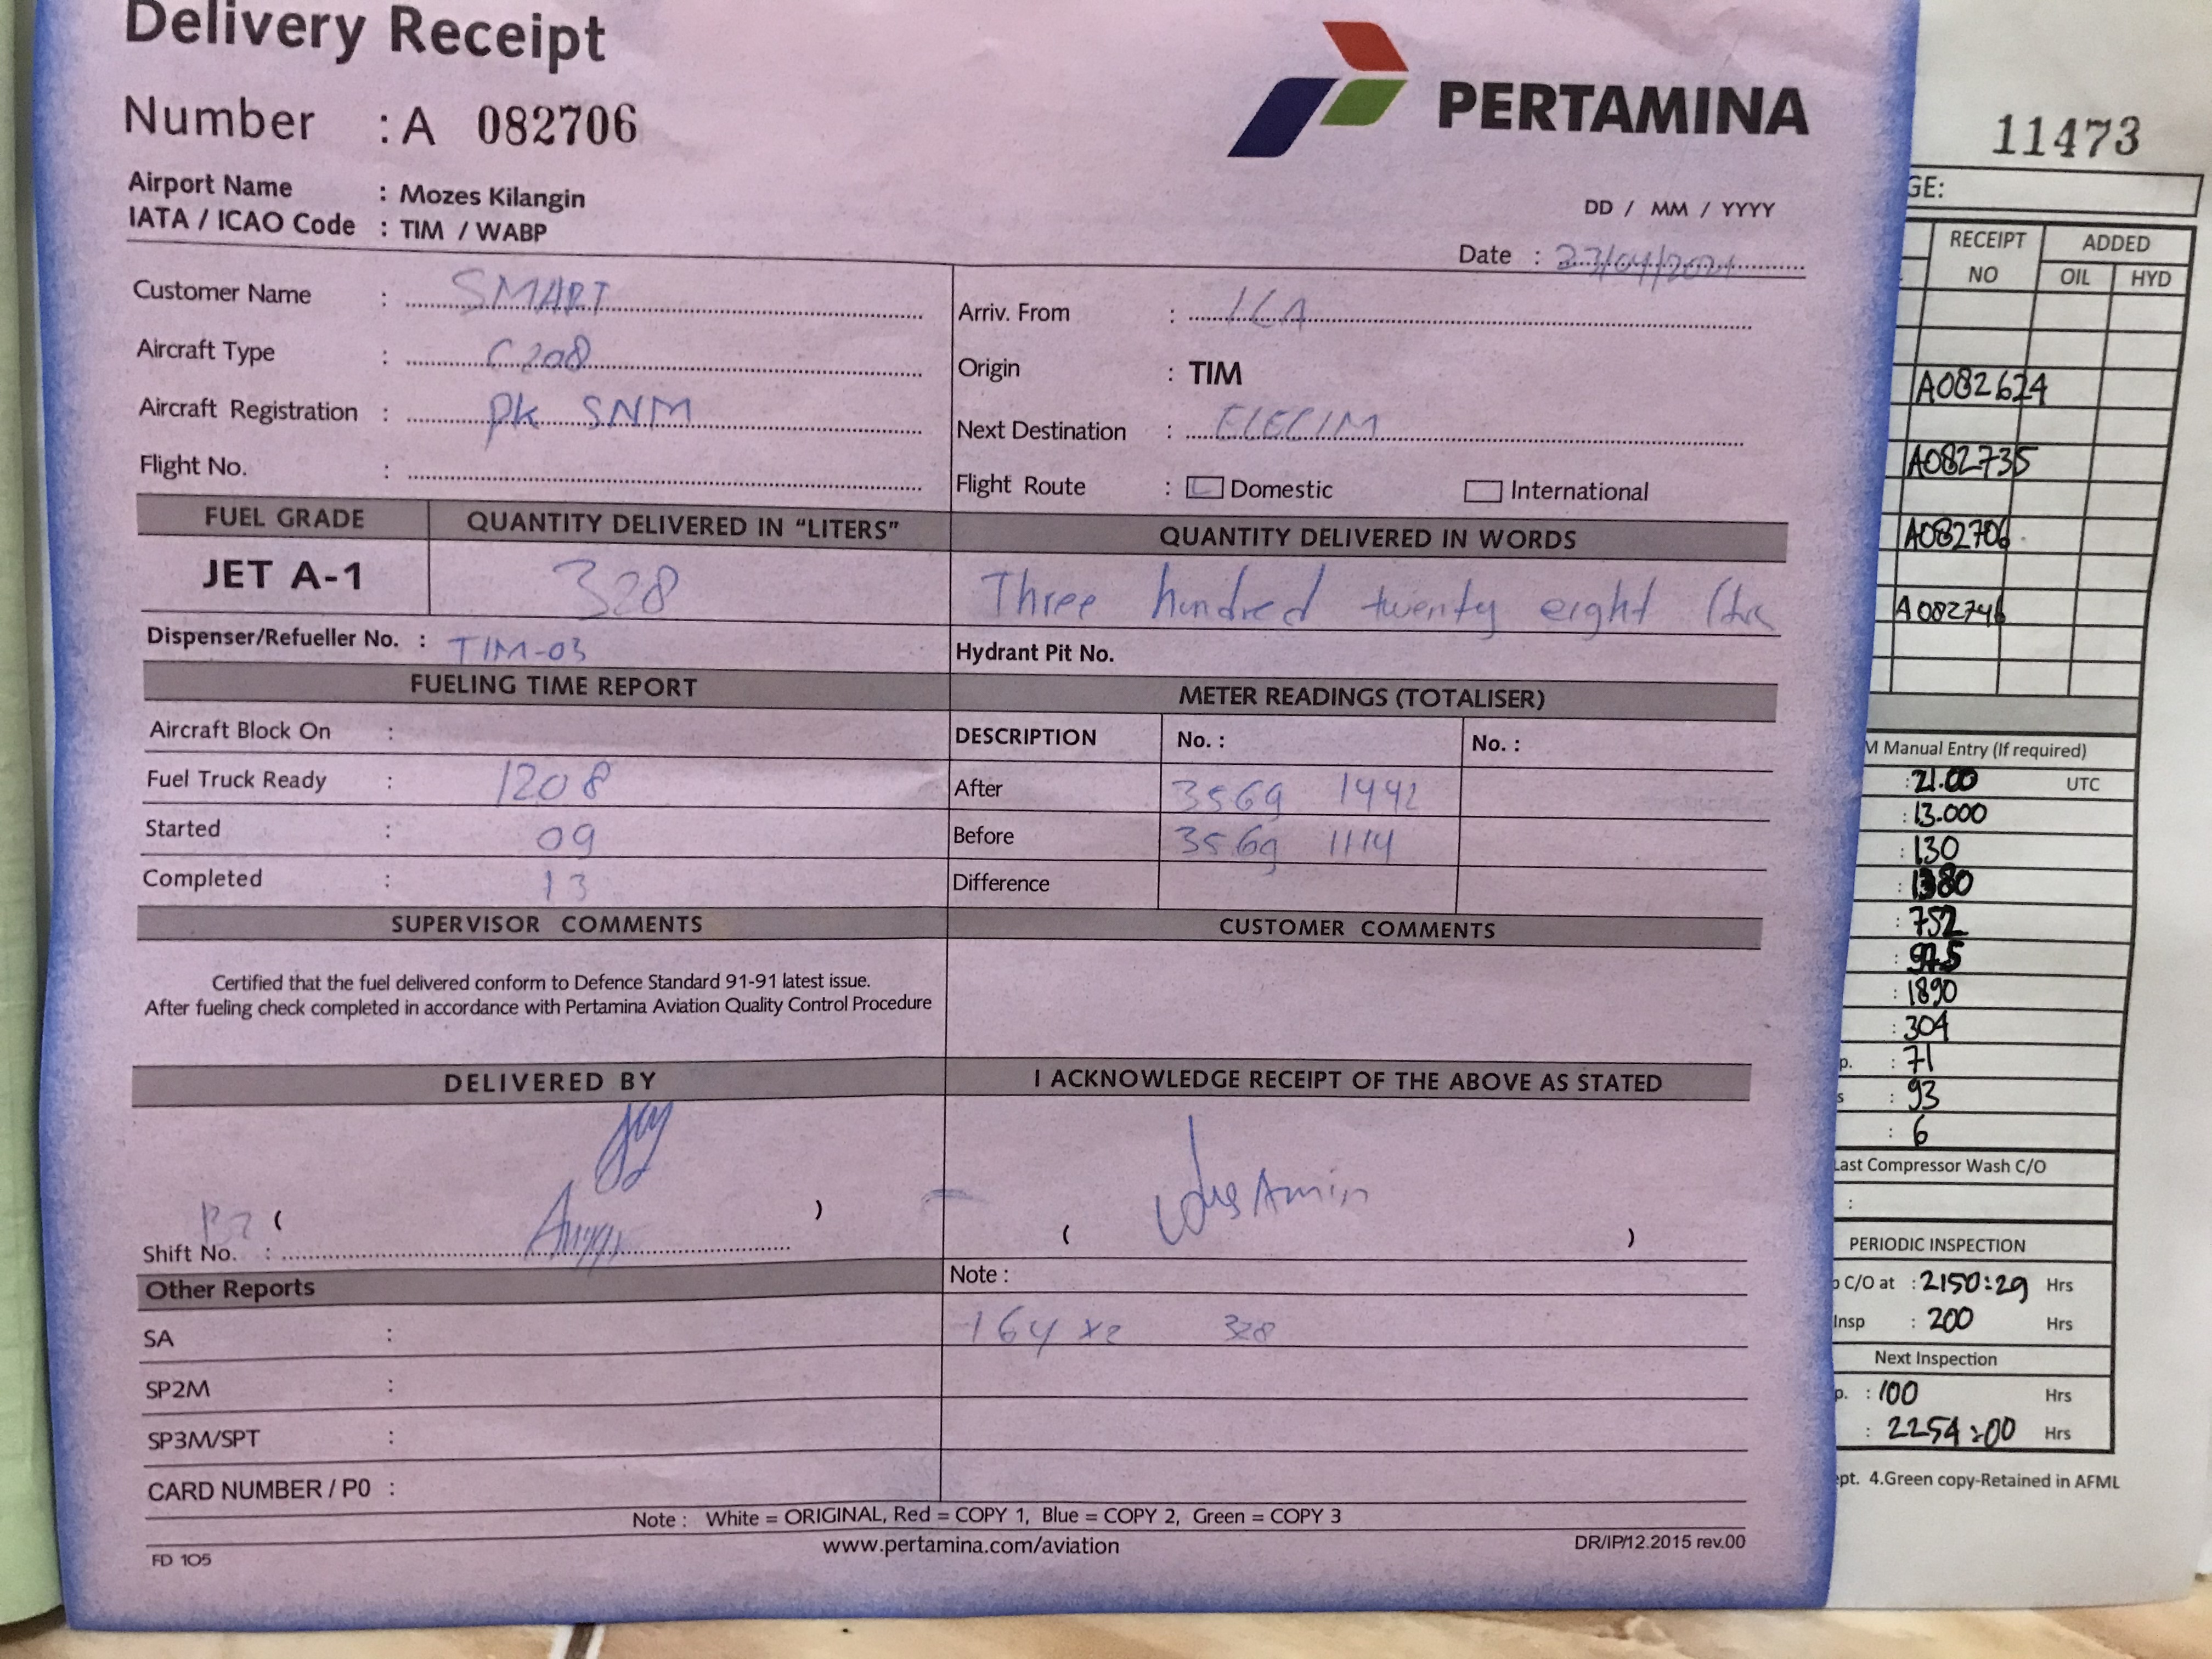 Delivery Receipt
PERTAMINA
Number : A 082706
Airport Name : Mozes Kilangin
IATA / ICAO Code : TIM / WABP
DD / MM / YYYY
Date :
Customer Name : SMART
Arriv. From :
Aircraft Type : C208
Origin : TIM
Aircraft Registration : PK SNM
Next Destination :
Flight No. :
Flight Route : Domestic International
FUEL GRADE QUANTITY DELIVERED IN "LITERS" QUANTITY DELIVERED IN WORDS
JET A-1 328 Three hundred twenty eight
Dispenser/Refueller No. : TIM-03
Hydrant Pit No.
FUELING TIME REPORT METER READINGS (TOTALISER)
Aircraft Block On :
DESCRIPTION No. : No. :
Fuel Truck Ready : 1208
After 3569 1442
Started : 09
Before 3569 1114
Completed : 13
Difference
SUPERVISOR COMMENTS CUSTOMER COMMENTS
Certified that the fuel delivered conform to Defence Standard 91-91 latest issue.
After fueling check completed in accordance with Pertamina Aviation Quality Control Procedure
DELIVERED BY I ACKNOWLEDGE RECEIPT OF THE ABOVE AS STATED
( ) ( )
Shift No. :
Other Reports Note :
SA : 164 x2 328
SP2M :
SP3M/SPT :
CARD NUMBER / P0 :
Note : White = ORIGINAL, Red = COPY 1, Blue = COPY 2, Green = COPY 3
www.pertamina.com/aviation
FD 105
DR/IP/12.2015 rev.00
11473
GE:
RECEIPT NO ADDED
OIL HYD
A082624
A082735
A082706
A082746
M Manual Entry (If required)
: 21.00 UTC
: 13.000
: 130
: 1380
: 752
: 975
: 1890
: 304
p. : 71
s : 93
: 6
Last Compressor Wash C/O
:
PERIODIC INSPECTION
C/O at : 2150:29 Hrs
Insp : 200 Hrs
Next Inspection
p. : 100 Hrs
: 2254:00 Hrs
ept. 4.Green copy-Retained in AFML